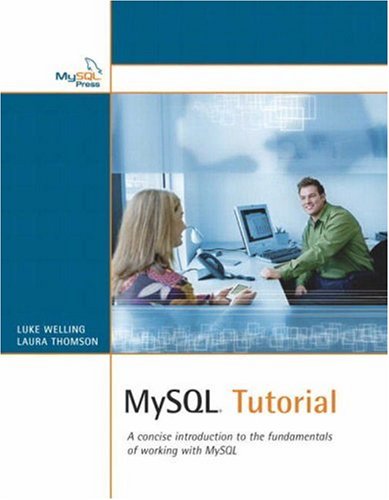 MySQL
Press
LUKE WELLING
LAURA THOMSON
MySQL® Tutorial
A concise introduction to the fundamentals
of working with MySQL